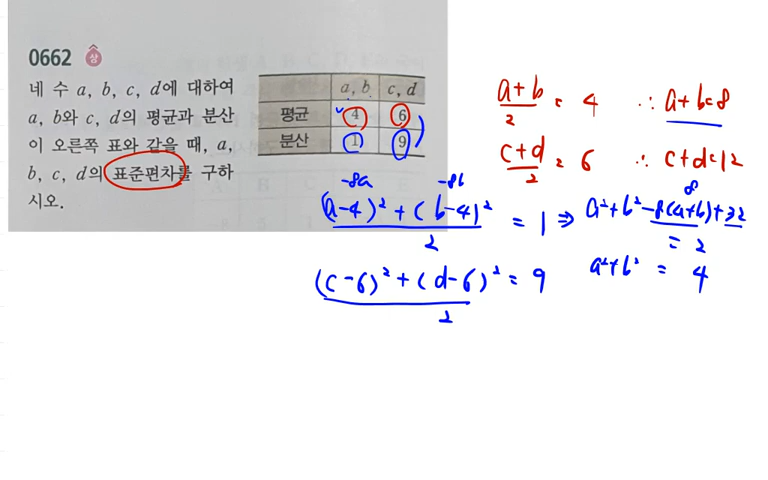 0662 상
네 수 a, b, c, d에 대하여
a, b와 c, d의 평균과 분산
이 오른쪽 표와 같을 때, a,
b, c, d의 표준편차를 구하
시오.
a, b c, d
평균 4 6
분산 1 9
a+b/2 = 4 ∴ a+b=8
c+d/2 = 6 ∴ c+d=12
-8a -8b
(a-4)²+(b-4)²/2 = 1 ⇒ a²+b²-8(a+b)+32
8
= 2
(c-6)²+(d-6)²/2 = 9
a²+b² = 4